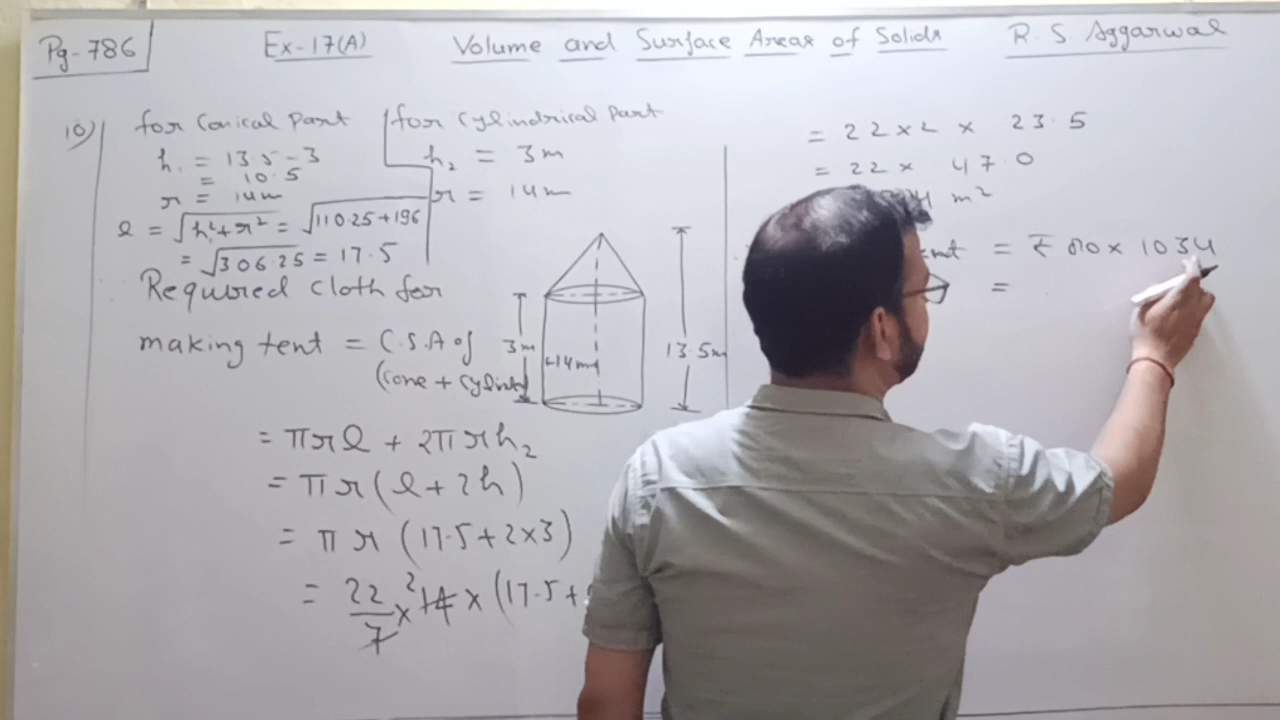 Pg-786
Ex-17(A) Volume and Surface Areas of Solids R. S. Aggarwal
10)
for Conical Part
h₁ = 13.5-3
= 10.5
r = 14m
l = √h₁²+r² = √110.25+196
= √306.25 = 17.5
for Cylindrical Part
h₂ = 3m
r = 14m
Required cloth for
making tent = C.S.A of
(cone + Cylinder)
3m
14m
13.5m
= πrl + 2πrh₂
= πr(l+2h)
= πr (17.5+2×3)
= 22/7 × 14 2 × (17.5+
= 22×2 × 23.5
= 22 × 47.0
m²
= ₹ 80 × 1034
=